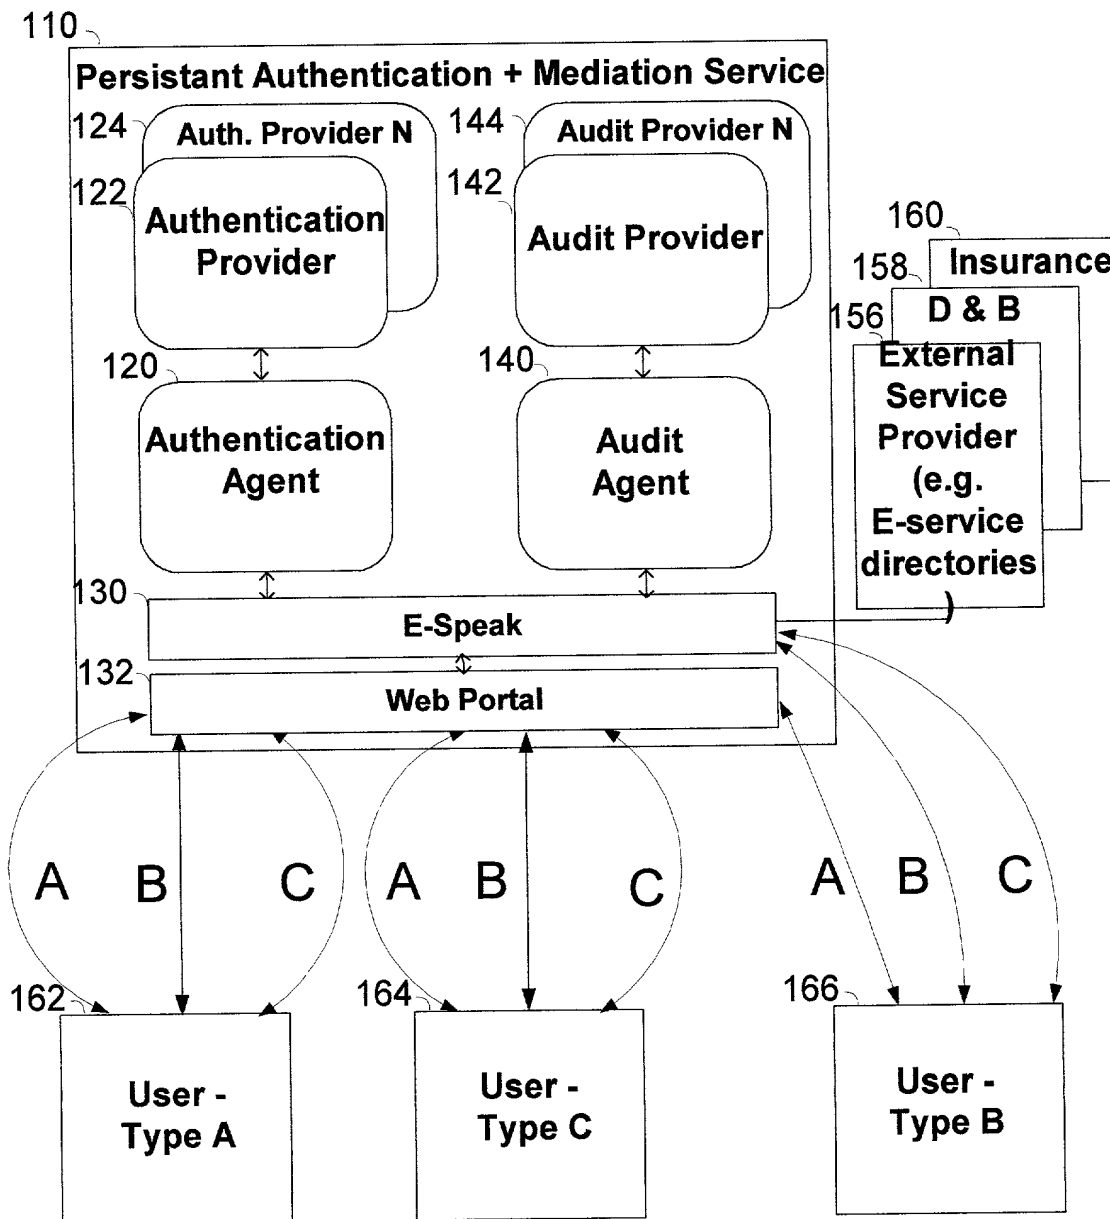 110
Persistant Authentication + Mediation Service
124
Auth. Provider N
144
Audit Provider N
122
Authentication
Provider
142
Audit Provider
160
Insurance
158
D & B
156
External
Service
Provider
(e.g.
E-service
directories
)
120
Authentication
Agent
140
Audit
Agent
130
E-Speak
132
Web Portal
A
B
C
A
B
C
A
B
C
162
User -
Type A
164
User -
Type C
166
User -
Type B